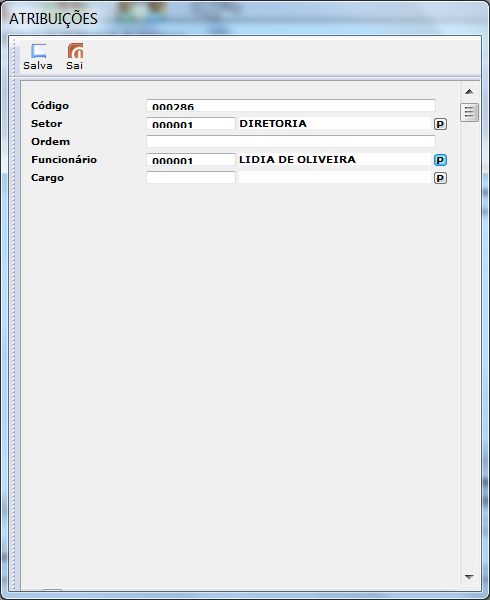 ATRIBUIÇÕES
Salva Sai
Código 000286
Setor 000001 DIRETORIA P
Ordem
Funcionário 000001 LIDIA DE OLIVEIRA P
Cargo P